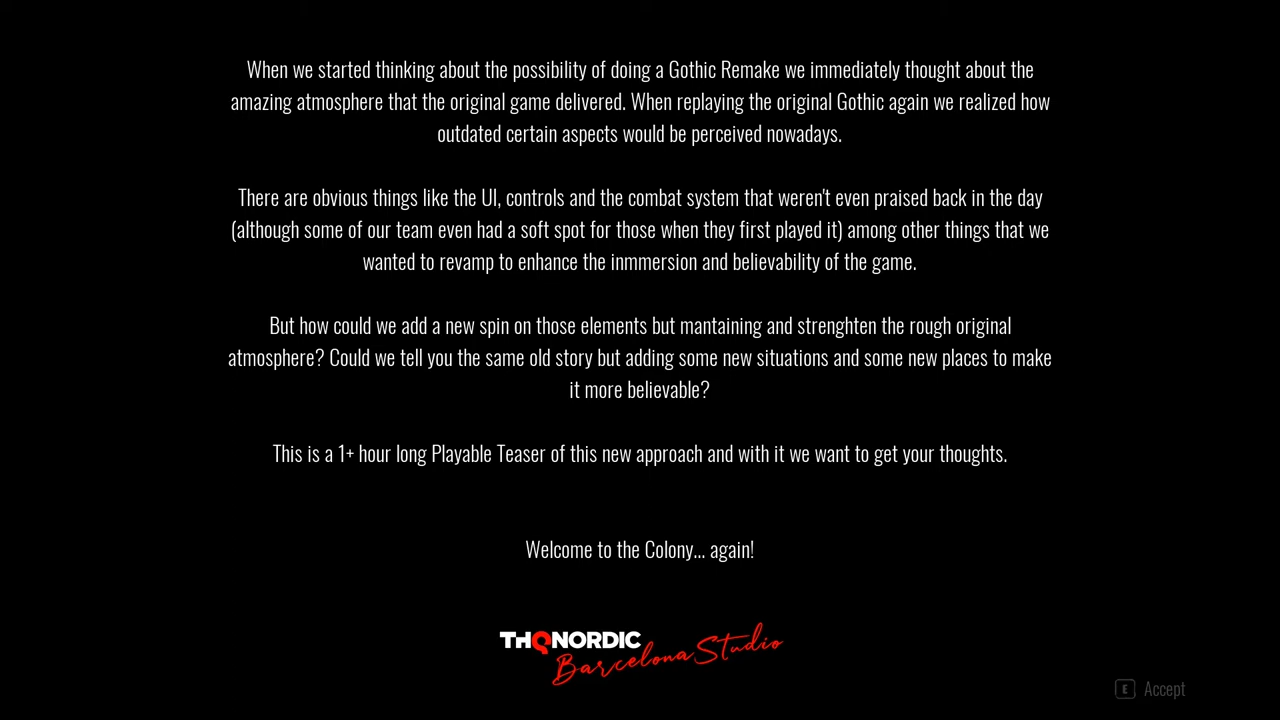 When we started thinking about the possibility of doing a Gothic Remake we immediately thought about the
amazing atmosphere that the original game delivered. When replaying the original Gothic again we realized how
outdated certain aspects would be perceived nowadays.
There are obvious things like the UI, controls and the combat system that weren't even praised back in the day
(although some of our team even had a soft spot for those when they first played it) among other things that we
wanted to revamp to enhance the inmmersion and believability of the game.
But how could we add a new spin on those elements but mantaining and strenghten the rough original
atmosphere? Could we tell you the same old story but adding some new situations and some new places to make
it more believable?
This is a 1+ hour long Playable Teaser of this new approach and with it we want to get your thoughts.
Welcome to the Colony... again!
THQNORDIC
Barcelona Studio
E Accept